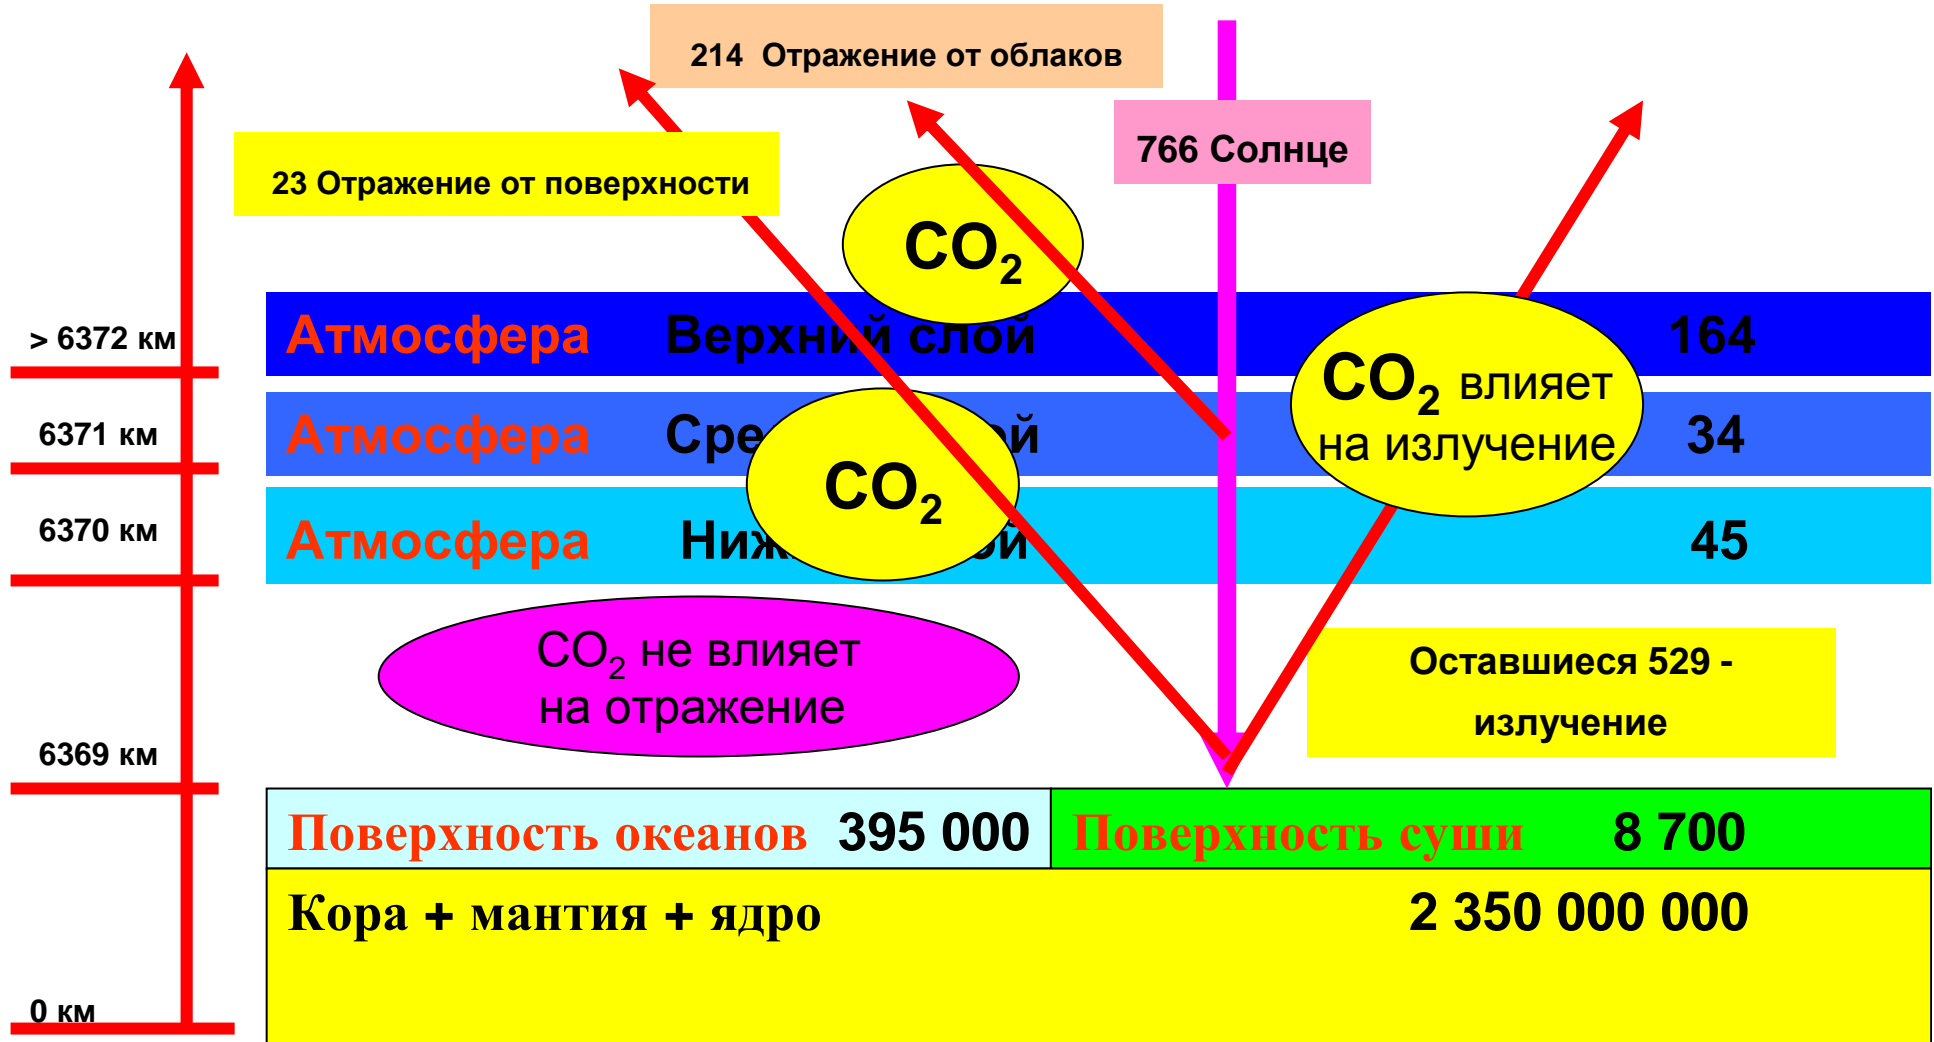 214 Отражение от облаков
766 Солнце
23 Отражение от поверхности
CO2
> 6372 км
Атмосфера Верхний слой 164
CO2 влияет
на излучение
6371 км
Атмосфера 34
CO2
6370 км
Атмосфера 45
CO2 не влияет
на отражение
Оставшиеся 529 -
излучение
6369 км
Поверхность океанов 395 000
Поверхность суши 8 700
Кора + мантия + ядро 2 350 000 000
0 км